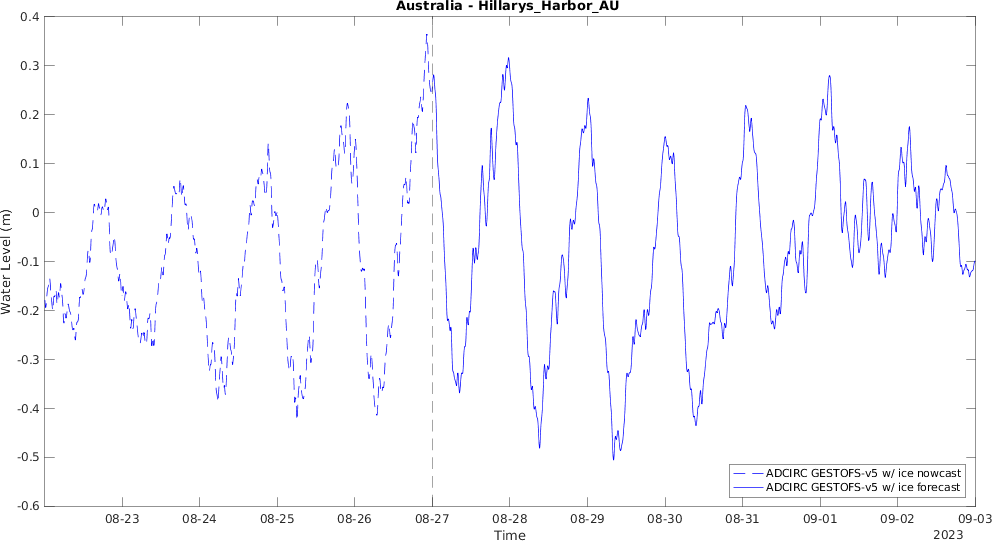 Australia - Hillarys_Harbor_AU
0.4
0.3
0.2
0.1
0
-0.1
-0.2
-0.3
-0.4
-0.5
-0.6
Water Level (m)
ADCIRC GESTOFS-v5 w/ ice nowcast
ADCIRC GESTOFS-v5 w/ ice forecast
08-23 08-24 08-25 08-26 08-27 08-28 08-29 08-30 08-31 09-01 09-02 09-03
Time
2023